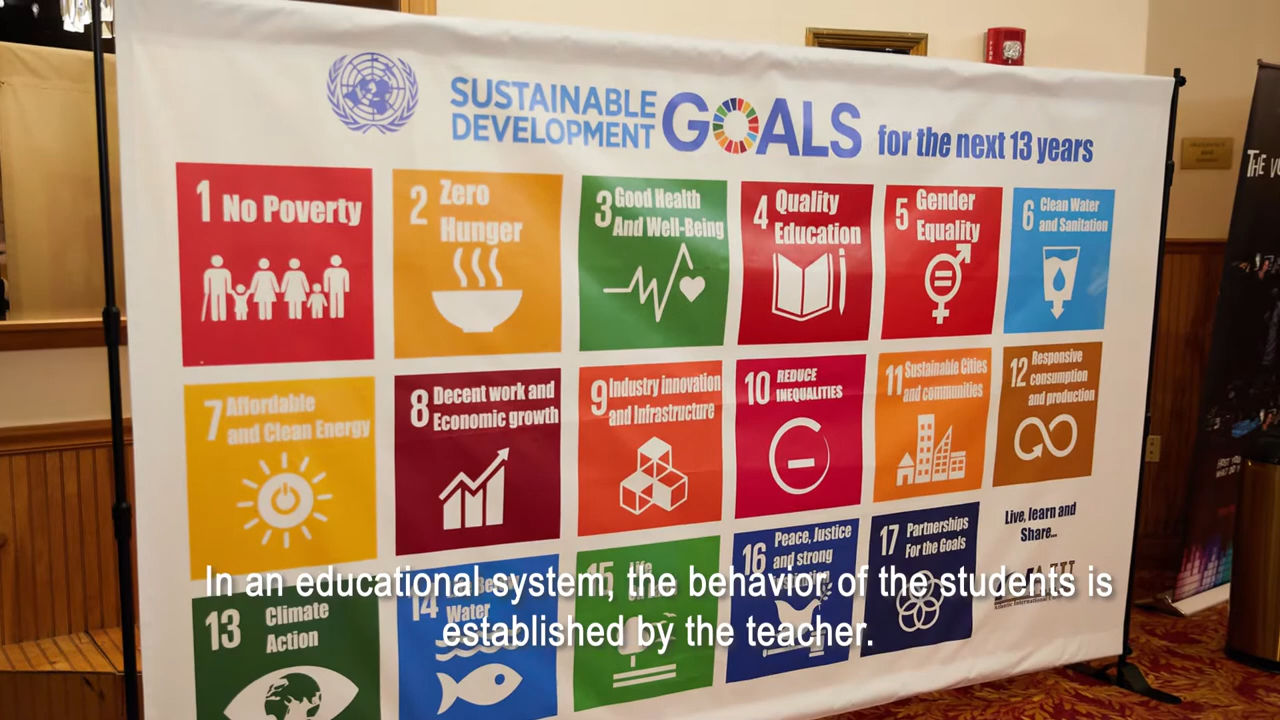 SUSTAINABLE
DEVELOPMENT
GOALS
for the next 13 years
1 No Poverty
2 Zero
Hunger
3 Good Health
And Well-Being
4 Quality
Education
5 Gender
Equality
6 Clean Water
and Sanitation
7 Affordable
and Clean Energy
8 Decent work and
Economic growth
9 Industry innovation
and Infrastructure
10 REDUCE
INEQUALITIES
11 Sustainable Cities
and communities
12 Responsive
consumption
and production
13 Climate
Action
14
Water
15 Life
16 Peace, Justice
and strong
17 Partnerships
For the Goals
Live, learn and
Share...
THE
In an educational system, the behavior of the students is
established by the teacher.